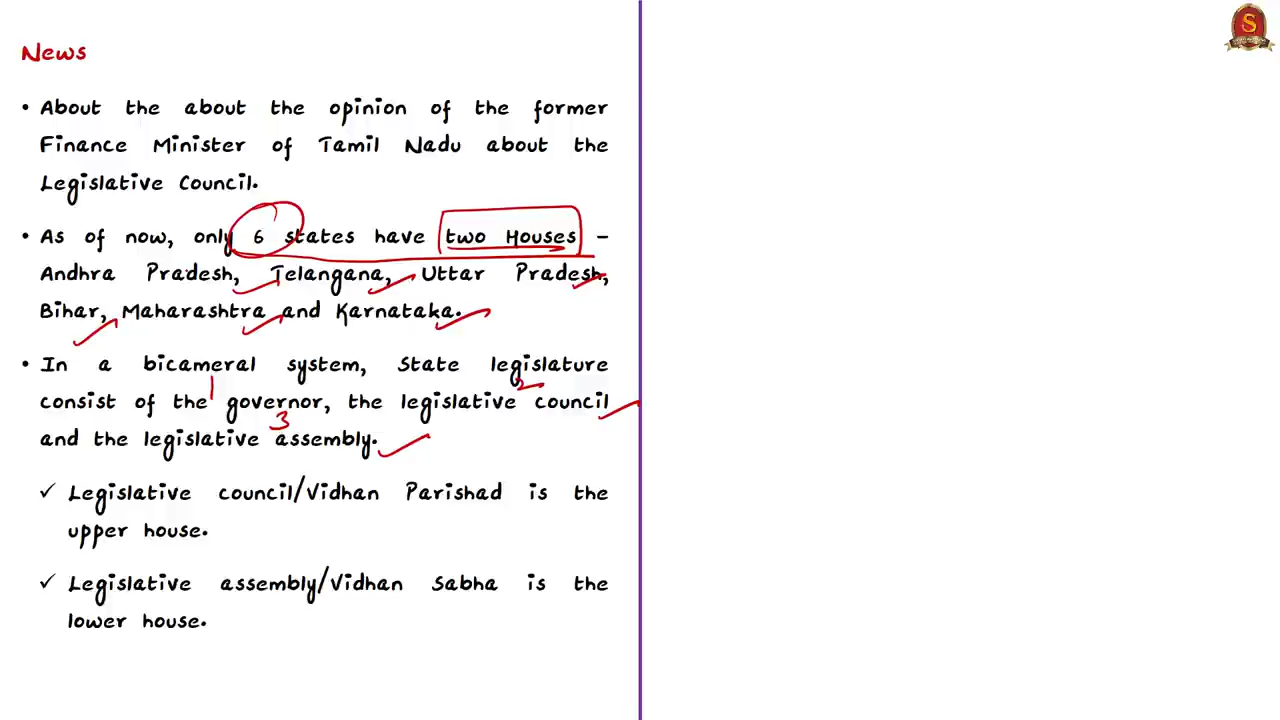 News
• About the about the opinion of the former
Finance Minister of Tamil Nadu about the
Legislative Council.
• As of now, only 6 states have two Houses –
Andhra Pradesh, Telangana, Uttar Pradesh,
Bihar, Maharashtra and Karnataka.
• In a bicameral system, State legislature
1 2
consist of the governor, the legislative council
3
and the legislative assembly.
✓ Legislative council/Vidhan Parishad is the
upper house.
✓ Legislative assembly/Vidhan Sabha is the
lower house.
S